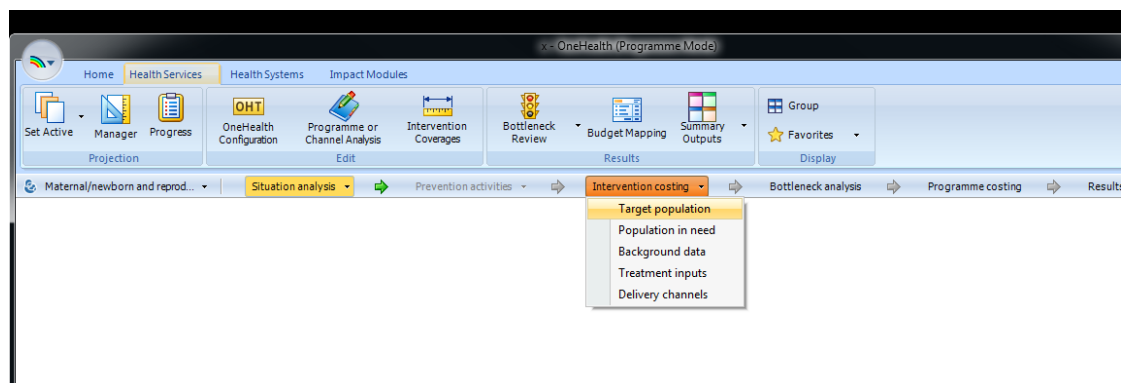 x - OneHealth (Programme Mode)
Home Health Services Health Systems Impact Modules
Set Active Manager Progress
OHT
OneHealth Configuration
Programme or Channel Analysis
Intervention Coverages
Bottleneck Review
Budget Mapping
Summary Outputs
Group
Favorites
Projection Edit Results Display
Maternal/newborn and reprod... Situation analysis Prevention activities Intervention costing Bottleneck analysis Programme costing Results
Target population
Population in need
Background data
Treatment inputs
Delivery channels